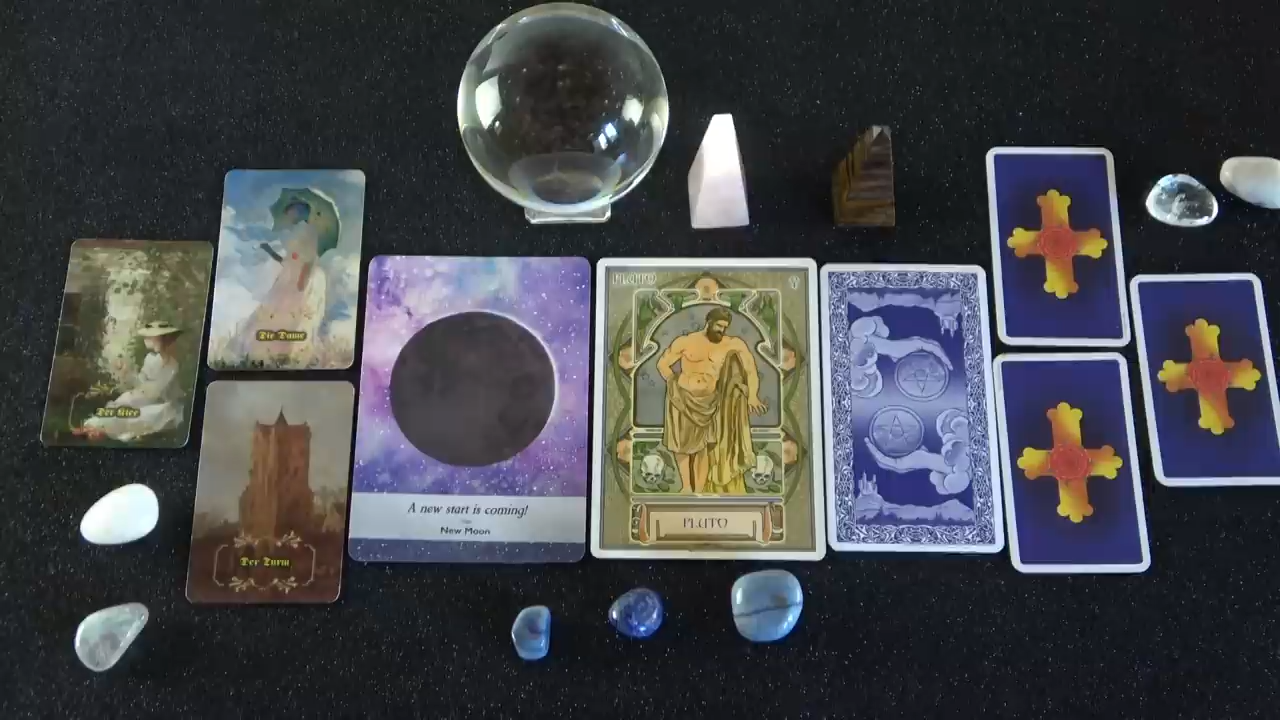 Die Dame
Der Klee
Der Turm
A new start is coming!
New Moon
PLUTO
PLUTO